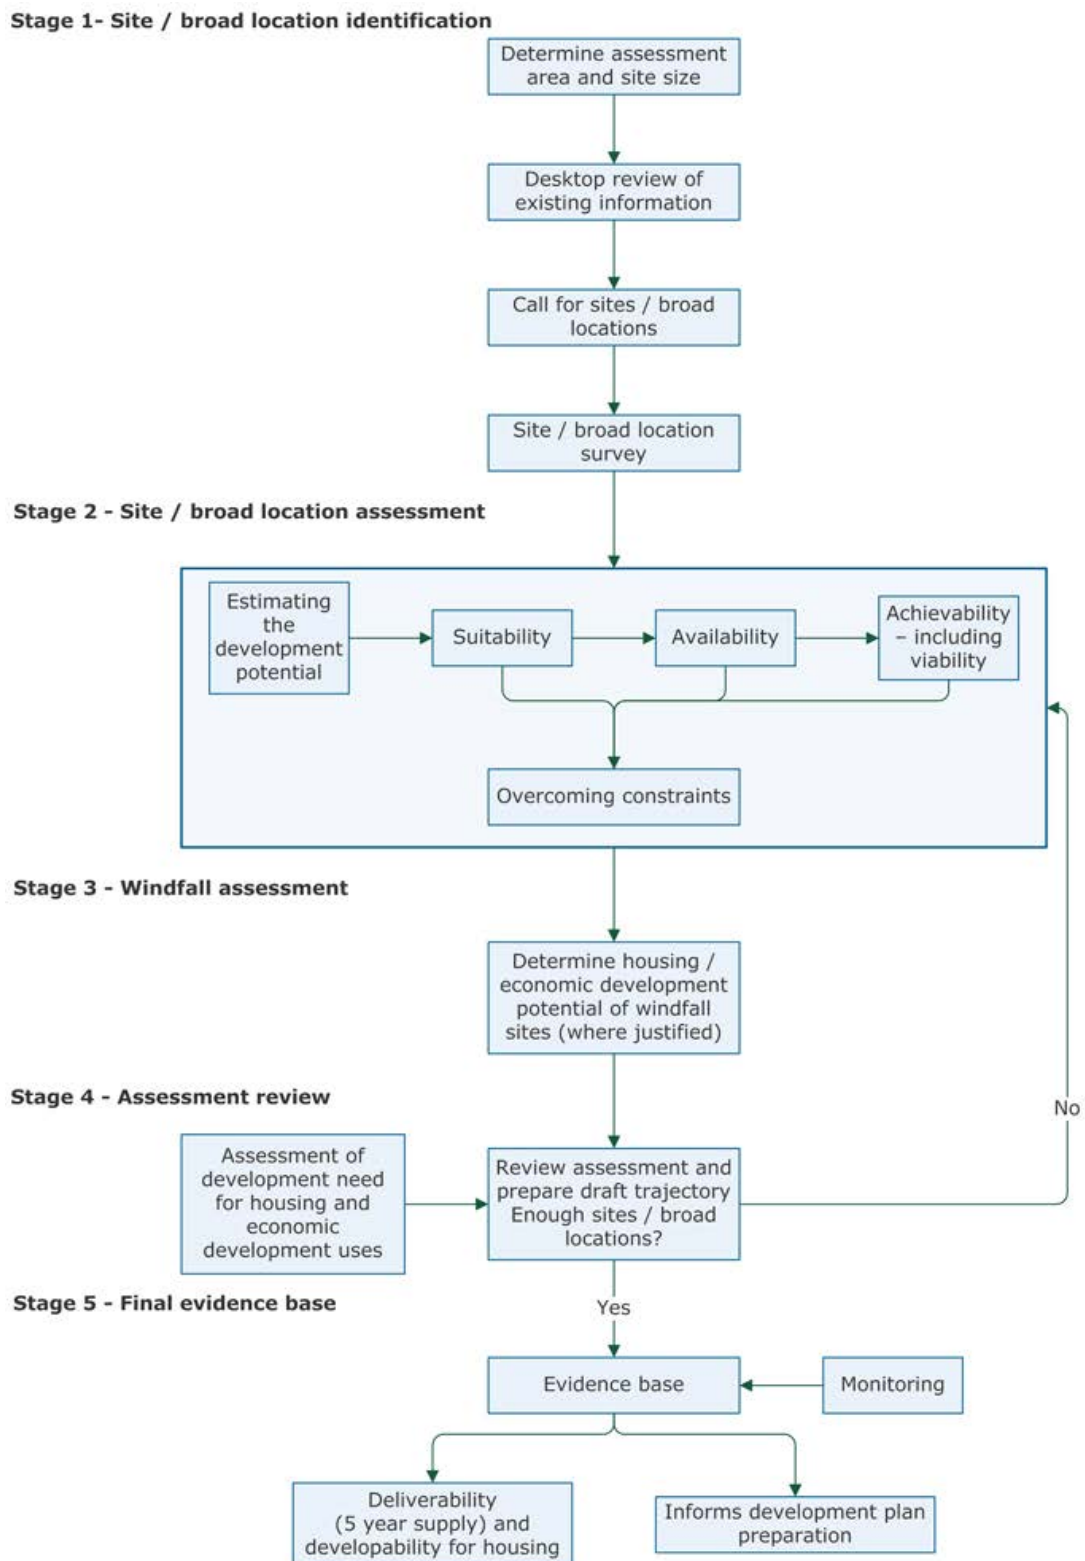 Stage 1- Site / broad location identification
Determine assessment
area and site size
Desktop review of
existing information
Call for sites / broad
locations
Site / broad location
survey
Stage 2 - Site / broad location assessment
Estimating
the
development
potential
Suitability
Availability
Achievability
– including
viability
Overcoming constraints
Stage 3 - Windfall assessment
Determine housing /
economic development
potential of windfall
sites (where justified)
Stage 4 - Assessment review
No
Assessment of
development need
for housing and
economic
development uses
Review assessment and
prepare draft trajectory
Enough sites / broad
locations?
Stage 5 - Final evidence base
Yes
Evidence base
Monitoring
Deliverability
(5 year supply) and
developability for housing
Informs development plan
preparation